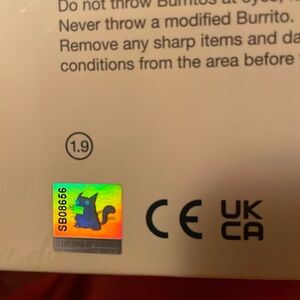 Do not throw Burritos at eyes,
Never throw a modified Burrito.
Remove any sharp items and da
conditions from the area before
1.9
SB08656
CE UK
CA